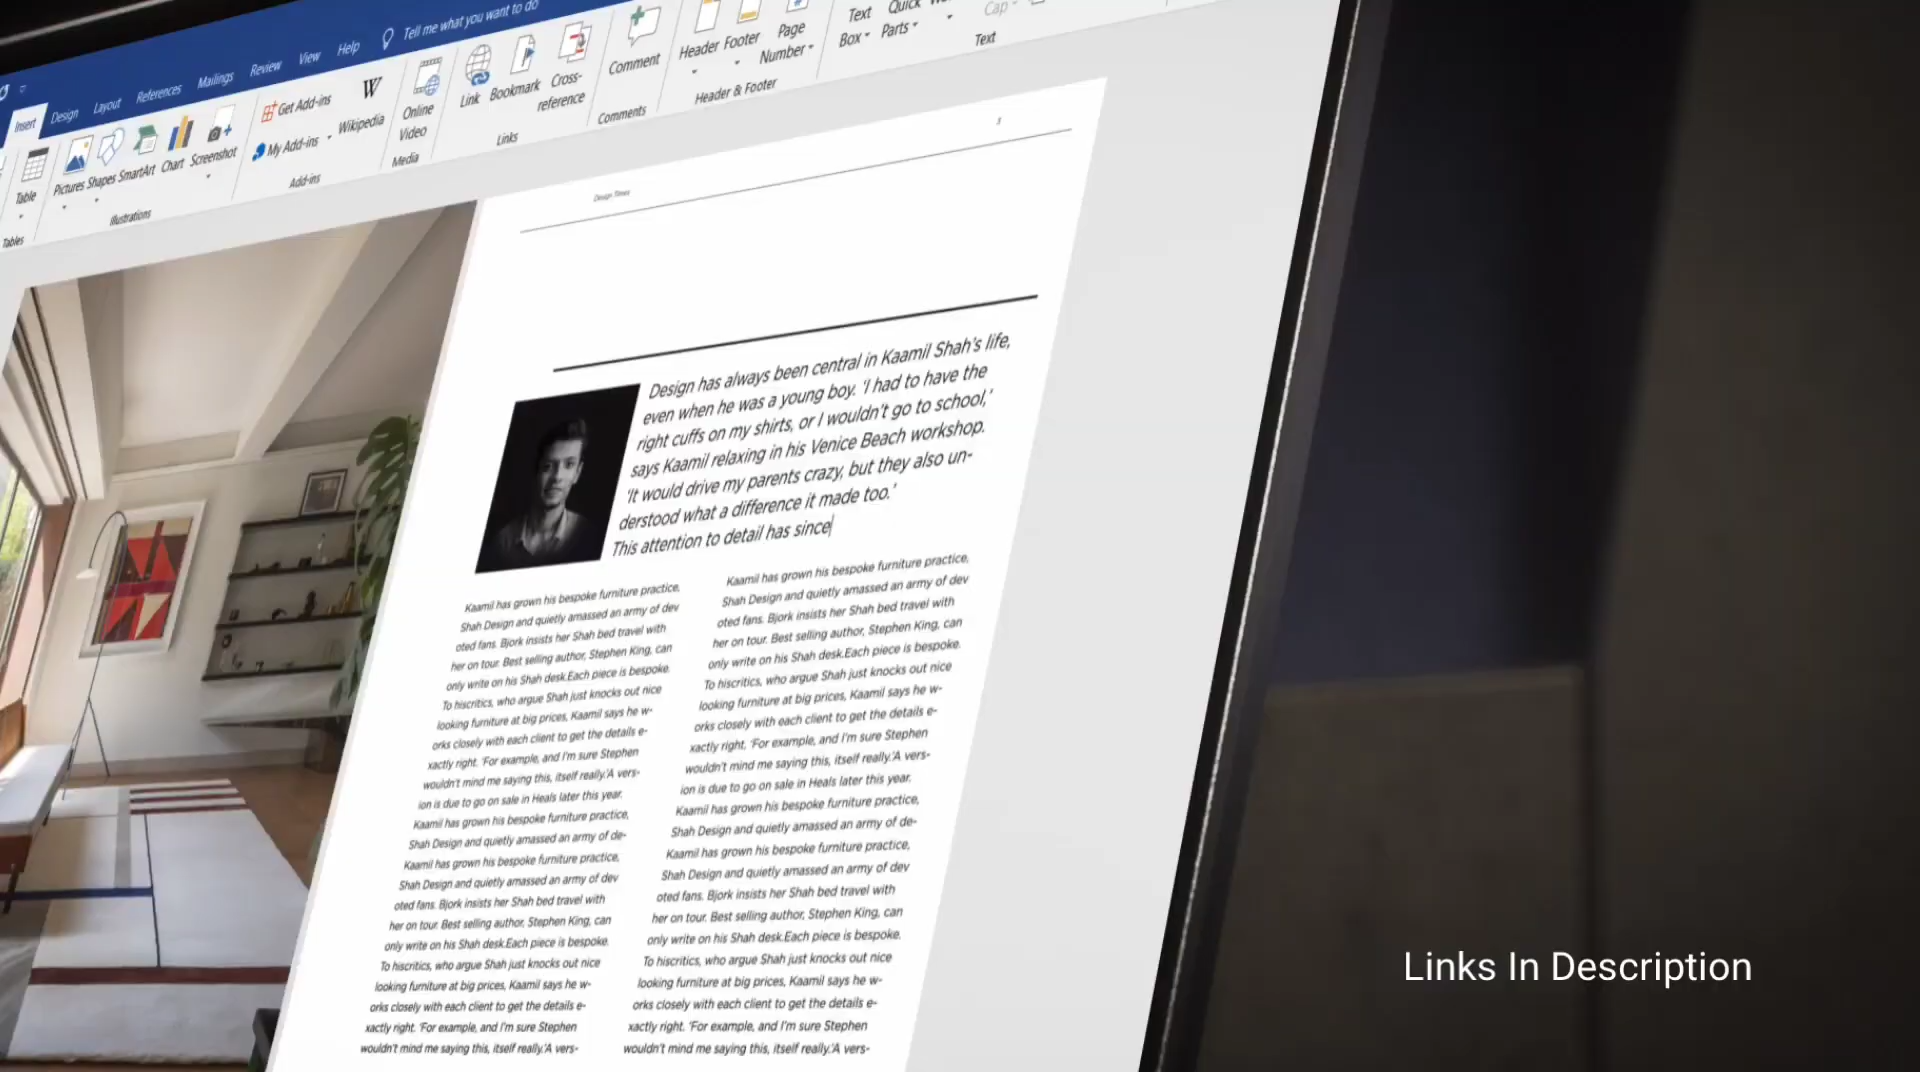 Tell me what you want to do
Insert
Design
Layout
References
Mailings
Review
View
Help
Table
Tables
Pictures
Shapes
SmartArt
Chart
Screenshot
Illustrations
Get Add-ins
My Add-ins
W
Wikipedia
Add-ins
Online
Video
Media
Link
Bookmark
Cross-
reference
Links
Comment
Comments
Header
Footer
Page
Number
Header & Footer
Text
Box
Quick
Parts
Cap
Text
Design Times
Design has always been central in Kaamil Shah's life,
even when he was a young boy. 'I had to have the
right cuffs on my shirts, or I wouldn't go to school,'
says Kaamil relaxing in his Venice Beach workshop.
'It would drive my parents crazy, but they also un-
derstood what a difference it made too.'
This attention to detail has since
Kaamil has grown his bespoke furniture practice,
Shah Design and quietly amassed an army of dev
oted fans. Bjork insists her Shah bed travel with
her on tour. Best selling author, Stephen King, can
only write on his Shah desk.Each piece is bespoke.
To hiscritics, who argue Shah just knocks out nice
looking furniture at big prices, Kaamil says he w-
orks closely with each client to get the details e-
xactly right. 'For example, and I'm sure Stephen
wouldn't mind me saying this, itself really.'A vers-
ion is due to go on sale in Heals later this year.
Kaamil has grown his bespoke furniture practice,
Shah Design and quietly amassed an army of de-
Kaamil has grown his bespoke furniture practice,
Shah Design and quietly amassed an army of dev
oted fans. Bjork insists her Shah bed travel with
her on tour. Best selling author, Stephen King, can
only write on his Shah desk.Each piece is bespoke.
To hiscritics, who argue Shah just knocks out nice
looking furniture at big prices, Kaamil says he w-
orks closely with each client to get the details e-
xactly right. 'For example, and I'm sure Stephen
wouldn't mind me saying this, itself really.'A vers-
Kaamil has grown his bespoke furniture practice,
Shah Design and quietly amassed an army of dev
oted fans. Bjork insists her Shah bed travel with
her on tour. Best selling author, Stephen King, can
only write on his Shah desk.Each piece is bespoke.
To hiscritics, who argue Shah just knocks out nice
looking furniture at big prices, Kaamil says he w-
orks closely with each client to get the details e-
xactly right. 'For example, and I'm sure Stephen
wouldn't mind me saying this, itself really.'A vers-
ion is due to go on sale in Heals later this year.
Kaamil has grown his bespoke furniture practice,
Shah Design and quietly amassed an army of de-
Kaamil has grown his bespoke furniture practice,
Shah Design and quietly amassed an army of dev
oted fans. Bjork insists her Shah bed travel with
her on tour. Best selling author, Stephen King, can
only write on his Shah desk.Each piece is bespoke.
To hiscritics, who argue Shah just knocks out nice
looking furniture at big prices, Kaamil says he w-
orks closely with each client to get the details e-
xactly right. 'For example, and I'm sure Stephen
wouldn't mind me saying this, itself really.'A vers-
Links In Description